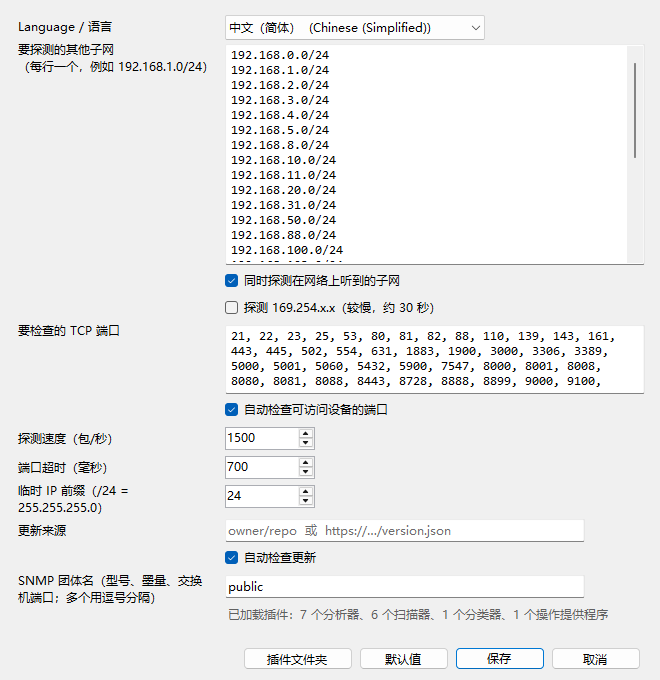 Language / 语言
中文（简体） (Chinese (Simplified))
要探测的其他子网
（每行一个，例如 192.168.1.0/24）
192.168.0.0/24
192.168.1.0/24
192.168.2.0/24
192.168.3.0/24
192.168.4.0/24
192.168.5.0/24
192.168.8.0/24
192.168.10.0/24
192.168.11.0/24
192.168.20.0/24
192.168.31.0/24
192.168.50.0/24
192.168.88.0/24
192.168.100.0/24
同时探测在网络上听到的子网
探测 169.254.x.x（较慢，约 30 秒）
要检查的 TCP 端口
21, 22, 23, 25, 53, 80, 81, 82, 88, 110, 139, 143, 161,
443, 445, 502, 554, 631, 1883, 1900, 3000, 3306, 3389,
5000, 5001, 5060, 5432, 5900, 7547, 8000, 8001, 8008,
8080, 8081, 8088, 8443, 8728, 8888, 8899, 9000, 9100,
自动检查可访问设备的端口
探测速度（包/秒）
1500
端口超时（毫秒）
700
临时 IP 前缀（/24 =
255.255.255.0）
24
更新来源
owner/repo 或 https://.../version.json
自动检查更新
SNMP 团体名（型号、墨量、交换
机端口；多个用逗号分隔）
public
已加载插件：7 个分析器、6 个扫描器、1 个分类器、1 个操作提供程序
插件文件夹
默认值
保存
取消